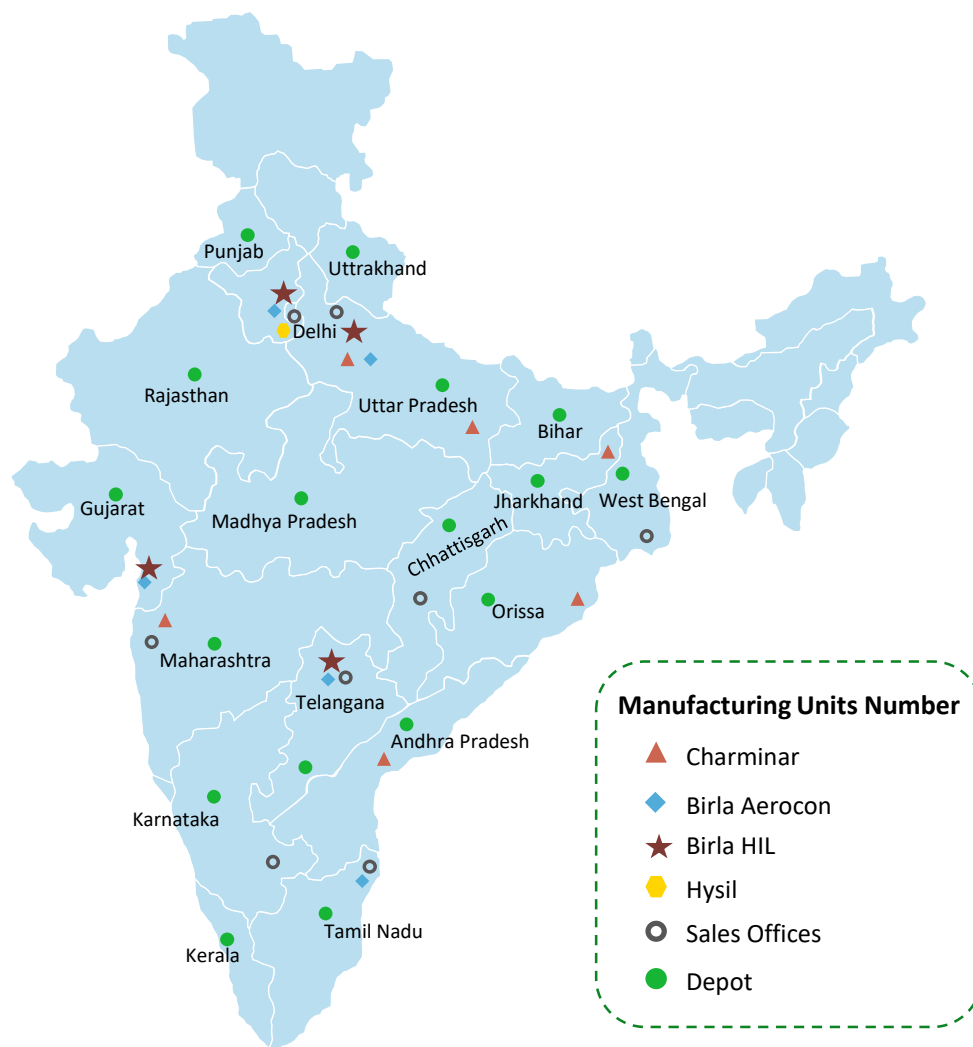 Punjab
Uttrakhand
Delhi
Rajasthan
Uttar Pradesh
Bihar
Gujarat
Madhya Pradesh
Jharkhand
West Bengal
Chhattisgarh
Orissa
Maharashtra
Telangana
Andhra Pradesh
Karnataka
Tamil Nadu
Kerala
Manufacturing Units Number
Charminar
Birla Aerocon
Birla HIL
Hysil
Sales Offices
Depot